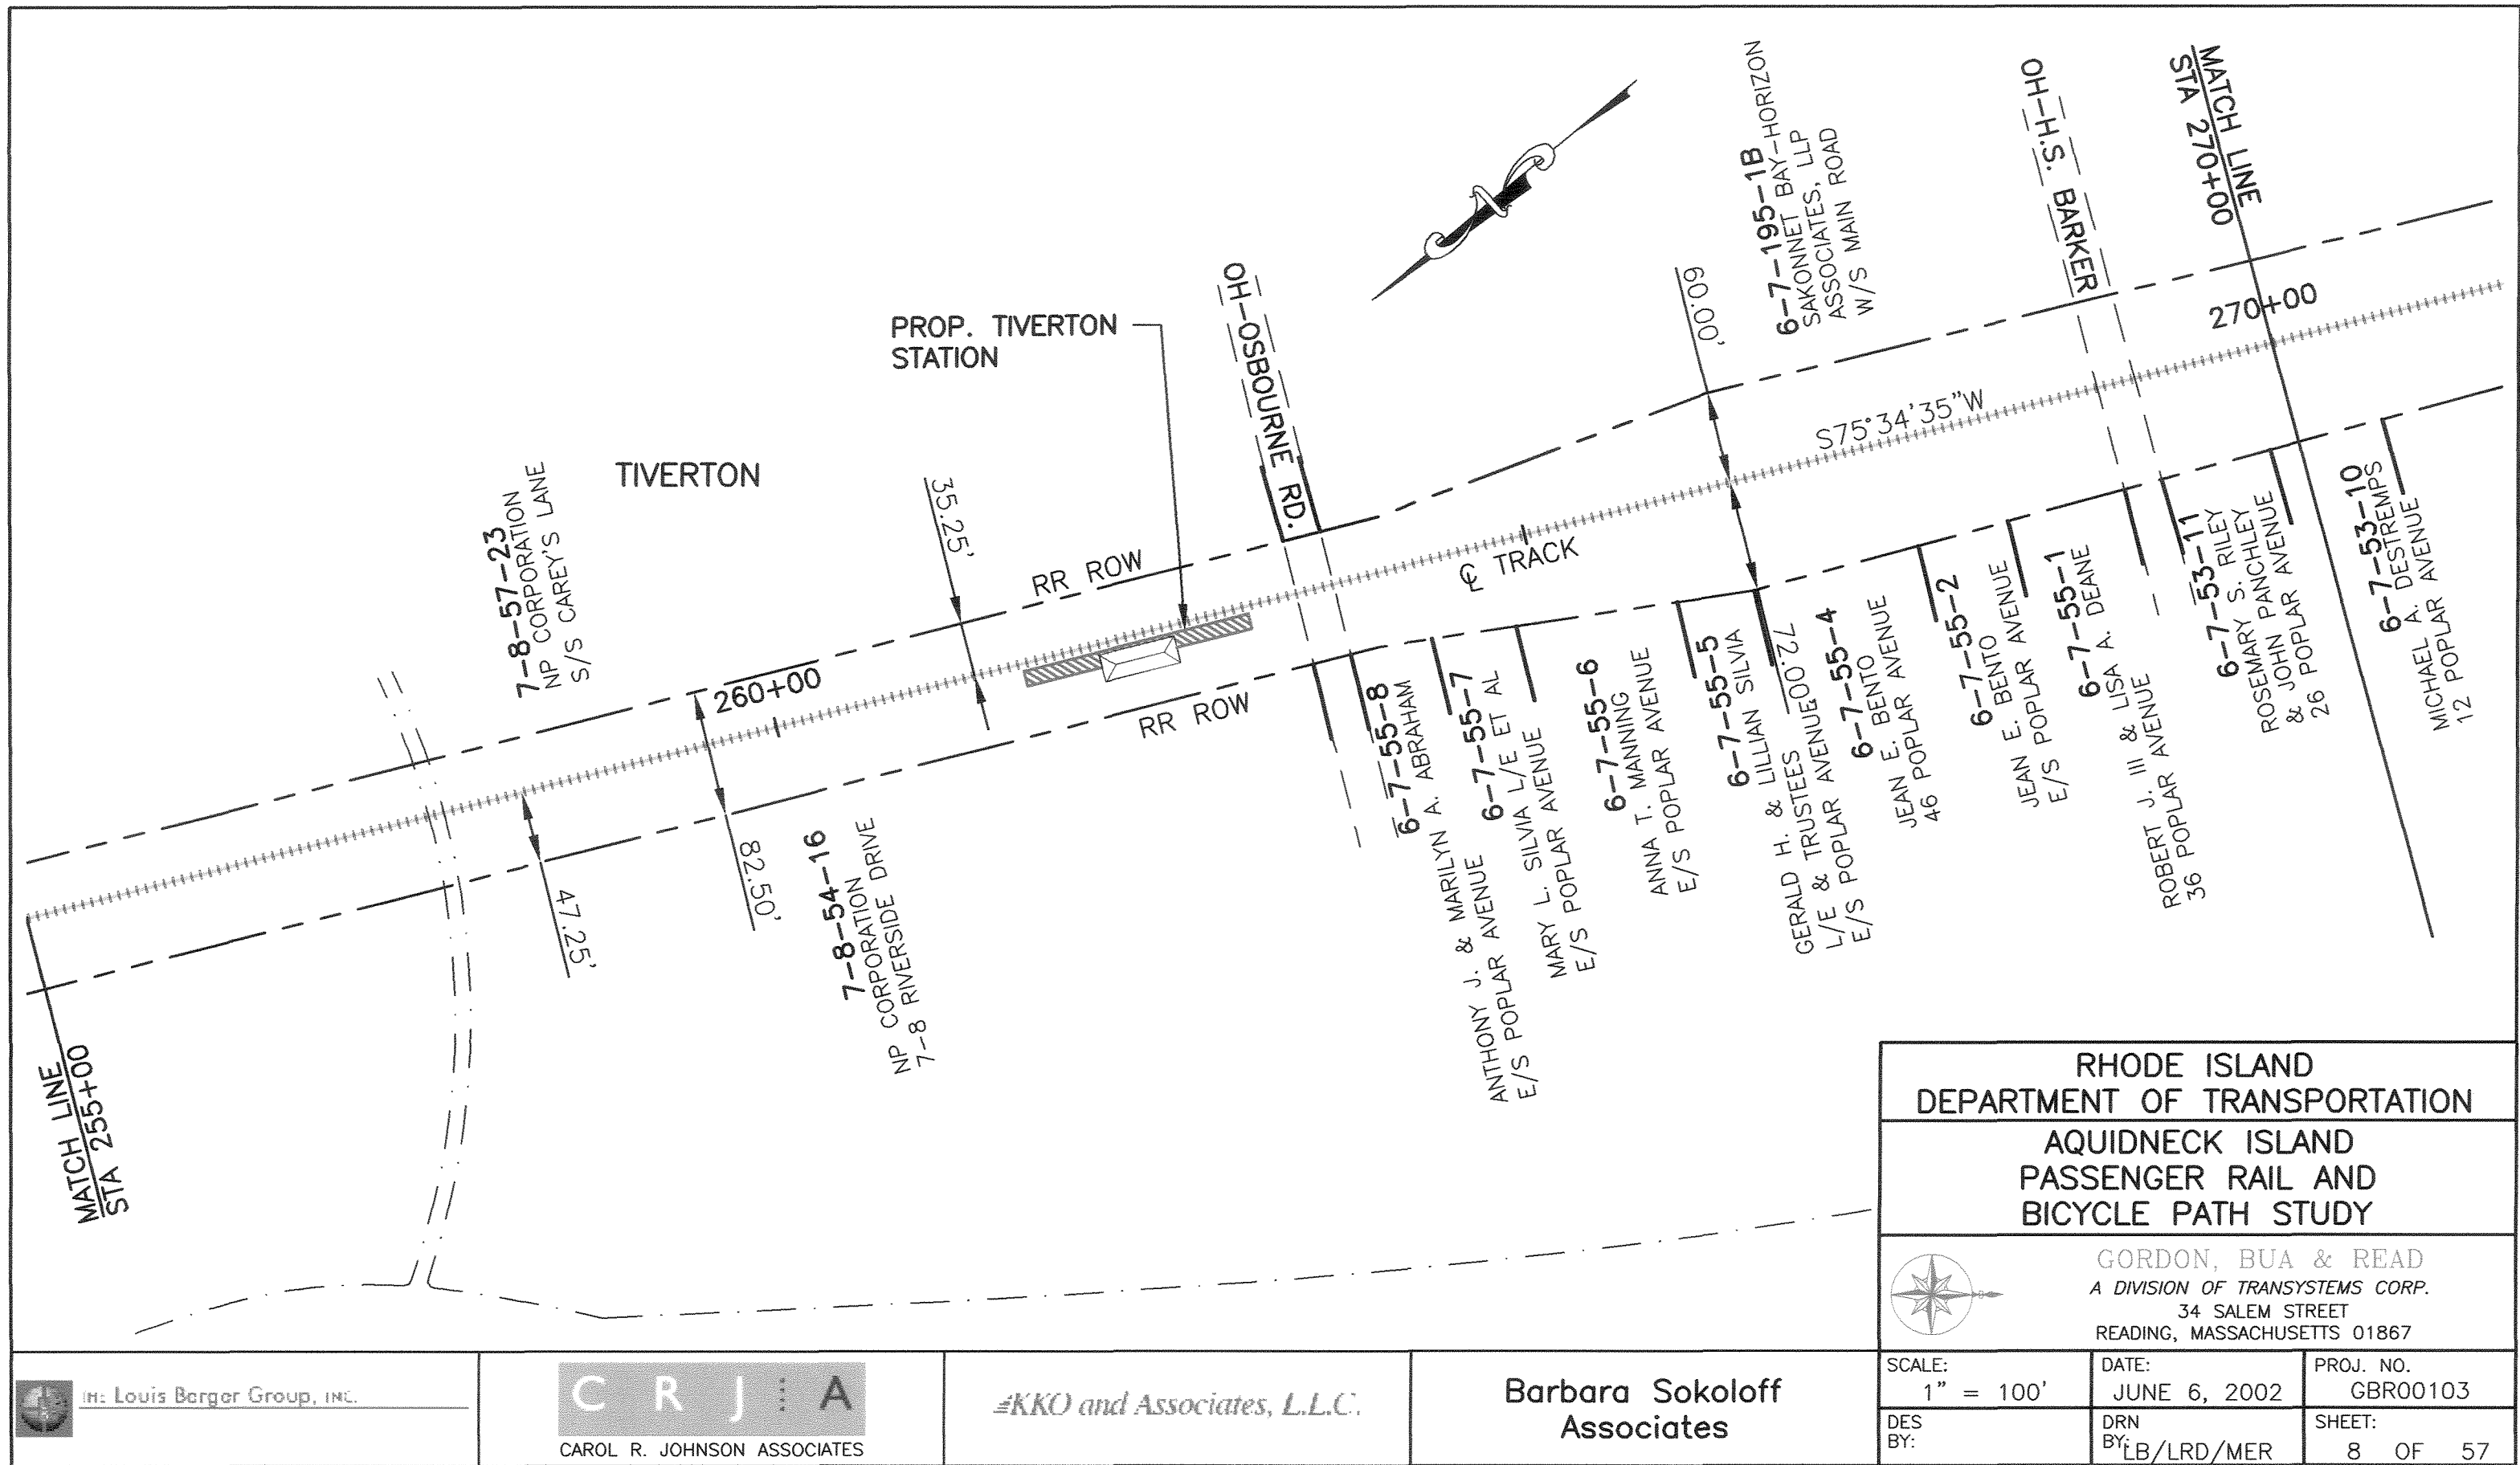 MATCH LINE
STA 255+00
7-8-57-23
NP CORPORATION
S/S CAREY'S LANE
TIVERTON
PROP. TIVERTON
STATION
35.25'
RR ROW
260+00
47.25'
82.50'
7-8-54-16
NP CORPORATION
7-8 RIVERSIDE DRIVE
RR ROW
OH-OSBOURNE RD.
℄ TRACK
60.00'
6-7-195-1B
SAKONNET BAY-HORIZON
ASSOCIATES, LLP
W/S MAIN ROAD
S75°34'35"W
OH-H.S. BARKER
MATCH LINE
STA 270+00
270+00
6-7-55-8
ANTHONY J. & MARILYN A. ABRAHAM
E/S POPLAR AVENUE
6-7-55-7
MARY L. SILVIA L/E ET AL
E/S POPLAR AVENUE
6-7-55-6
ANNA T. MANNING
E/S POPLAR AVENUE
6-7-55-5
GERALD H. & LILLIAN SILVIA
L/E & TRUSTEES
E/S POPLAR AVENUE
72.00'
6-7-55-4
JEAN E. BENTO
46 POPLAR AVENUE
6-7-55-2
JEAN E. BENTO
E/S POPLAR AVENUE
6-7-55-1
ROBERT J. III & LISA A. DEANE
36 POPLAR AVENUE
6-7-53-11
ROSEMARY S. RILEY
& JOHN PANCHLEY
26 POPLAR AVENUE
6-7-53-10
MICHAEL A. DESTREMPS
12 POPLAR AVENUE
RHODE ISLAND
DEPARTMENT OF TRANSPORTATION
AQUIDNECK ISLAND
PASSENGER RAIL AND
BICYCLE PATH STUDY
GORDON, BUA & READ
A DIVISION OF TRANSYSTEMS CORP.
34 SALEM STREET
READING, MASSACHUSETTS 01867
THE Louis Berger Group, INC.
C R J A
CAROL R. JOHNSON ASSOCIATES
KKO and Associates, L.L.C.
Barbara Sokoloff
Associates
SCALE:
1" = 100'
DATE:
JUNE 6, 2002
PROJ. NO.
GBR00103
DES
BY:
DRN
BY: LB/LRD/MER
SHEET:
8 OF 57